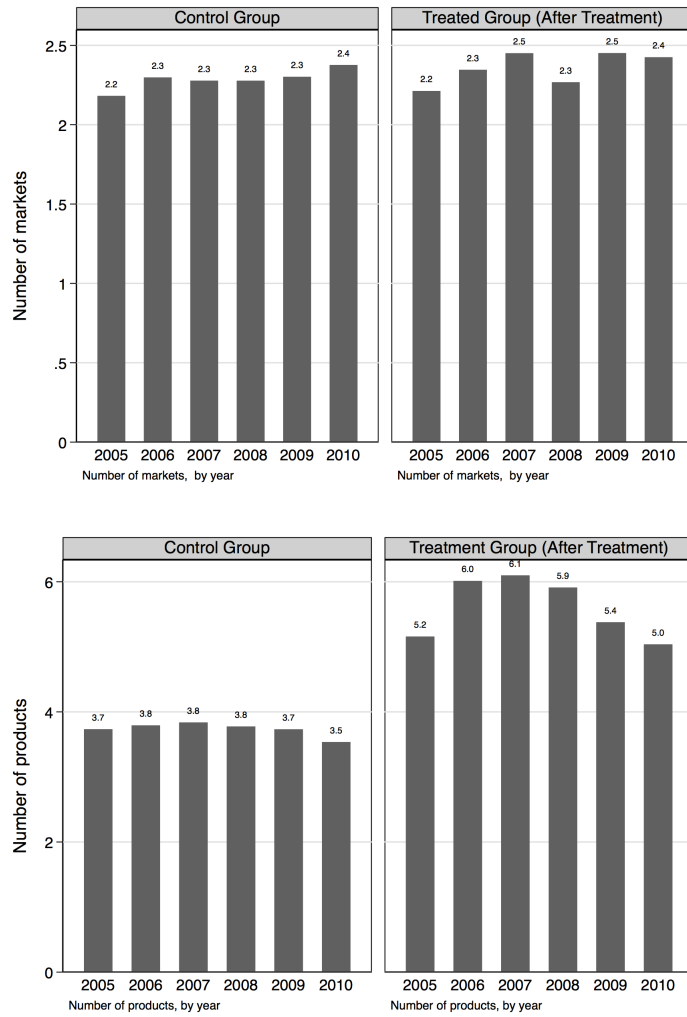 Control Group
Treated Group (After Treatment)
Number of markets
2.5
2
1.5
1
.5
0
2.2
2.3
2.3
2.3
2.3
2.4
2.2
2.3
2.5
2.3
2.5
2.4
2005 2006 2007 2008 2009 2010
2005 2006 2007 2008 2009 2010
Number of markets, by year
Number of markets, by year
Control Group
Treatment Group (After Treatment)
Number of products
6
4
2
0
3.7
3.8
3.8
3.8
3.7
3.5
5.2
6.0
6.1
5.9
5.4
5.0
2005 2006 2007 2008 2009 2010
2005 2006 2007 2008 2009 2010
Number of products, by year
Number of products, by year